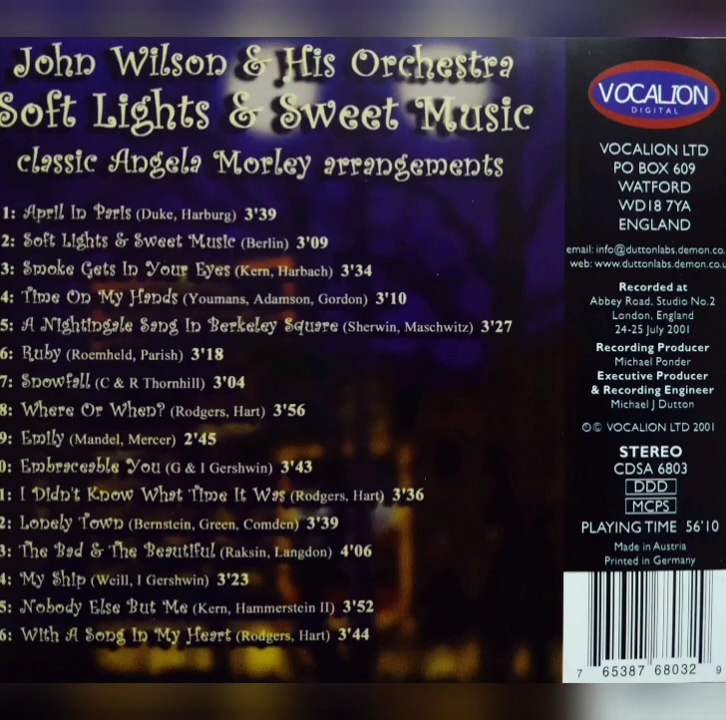 John Wilson & His Orchestra
Soft Lights & Sweet Music
classic Angela Morley arrangements
1: April In Paris (Duke, Harburg) 3'39
2: Soft Lights & Sweet Music (Berlin) 3'09
3: Smoke Gets In Your Eyes (Kern, Harbach) 3'34
4: Time On My Hands (Youmans, Adamson, Gordon) 3'10
5: A Nightingale Sang In Berkeley Square (Sherwin, Maschwitz) 3'27
6: Ruby (Roemheld, Parish) 3'18
7: Snowfall (C & R Thornhill) 3'04
8: Where Or When? (Rodgers, Hart) 3'56
9: Emily (Mandel, Mercer) 2'45
0: Embraceable You (G & I Gershwin) 3'43
1: I Didn't Know What Time It Was (Rodgers, Hart) 3'36
2: Lonely Town (Bernstein, Green, Comden) 3'39
3: The Bad & The Beautiful (Raksin, Langdon) 4'06
4: My Ship (Weill, I Gershwin) 3'23
5: Nobody Else But Me (Kern, Hammerstein II) 3'52
6: With A Song In My Heart (Rodgers, Hart) 3'44
VOCALION
DIGITAL
VOCALION LTD
PO BOX 609
WATFORD
WD18 7YA
ENGLAND
email: info@duttonlabs.demon.co.
web: www.duttonlabs.demon.co.u
Recorded at
Abbey Road, Studio No.2
London, England
24-25 July 2001
Recording Producer
Michael Ponder
Executive Producer
& Recording Engineer
Michael J Dutton
℗© VOCALION LTD 2001
STEREO
CDSA 6803
DDD
MCPS
PLAYING TIME 56'10
Made in Austria
Printed in Germany
7 65387 68032 9